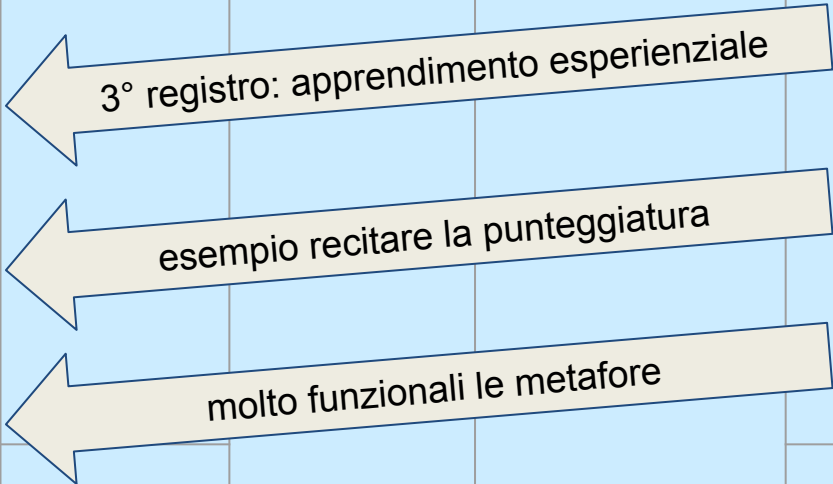 3° registro: apprendimento esperienziale
esempio recitare la punteggiatura
molto funzionali le metafore